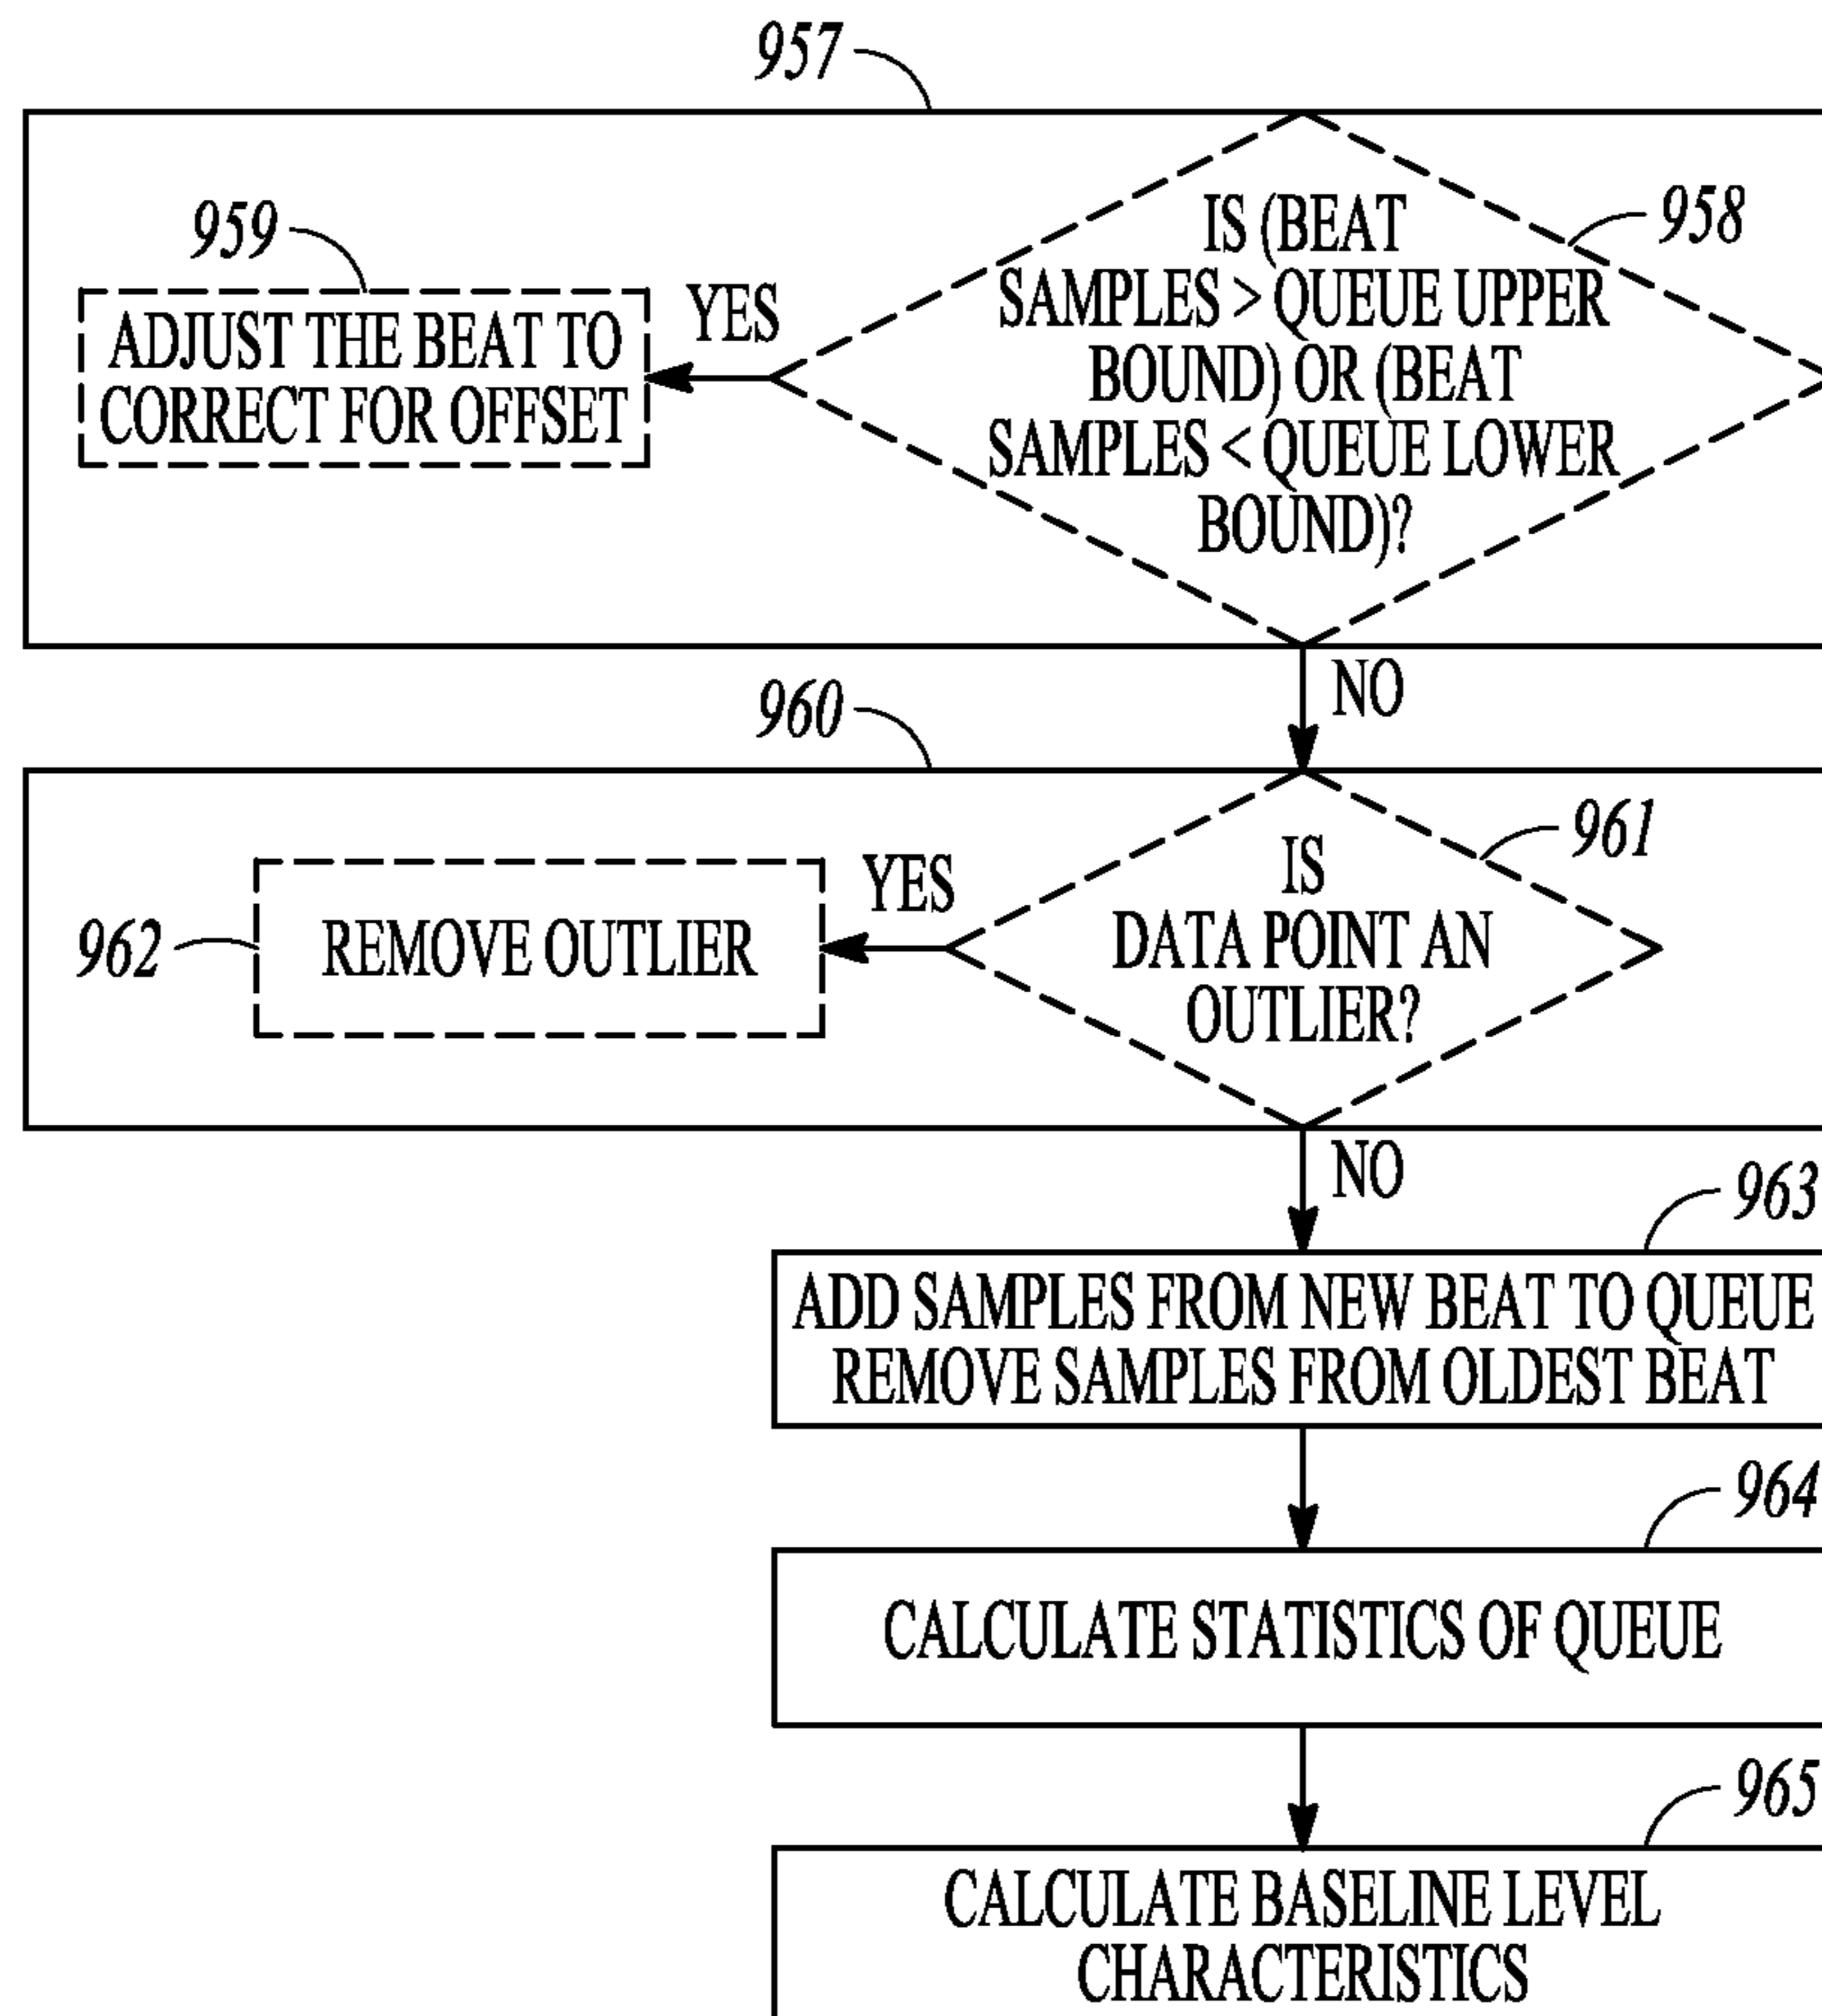 957
IS (BEAT
SAMPLES > QUEUE UPPER
BOUND) OR (BEAT
SAMPLES < QUEUE LOWER
BOUND)?
958
959
YES
ADJUST THE BEAT TO
CORRECT FOR OFFSET
NO
960
961
IS
DATA POINT AN
OUTLIER?
YES
962
REMOVE OUTLIER
NO
963
ADD SAMPLES FROM NEW BEAT TO QUEUE
REMOVE SAMPLES FROM OLDEST BEAT
964
CALCULATE STATISTICS OF QUEUE
965
CALCULATE BASELINE LEVEL
CHARACTERISTICS